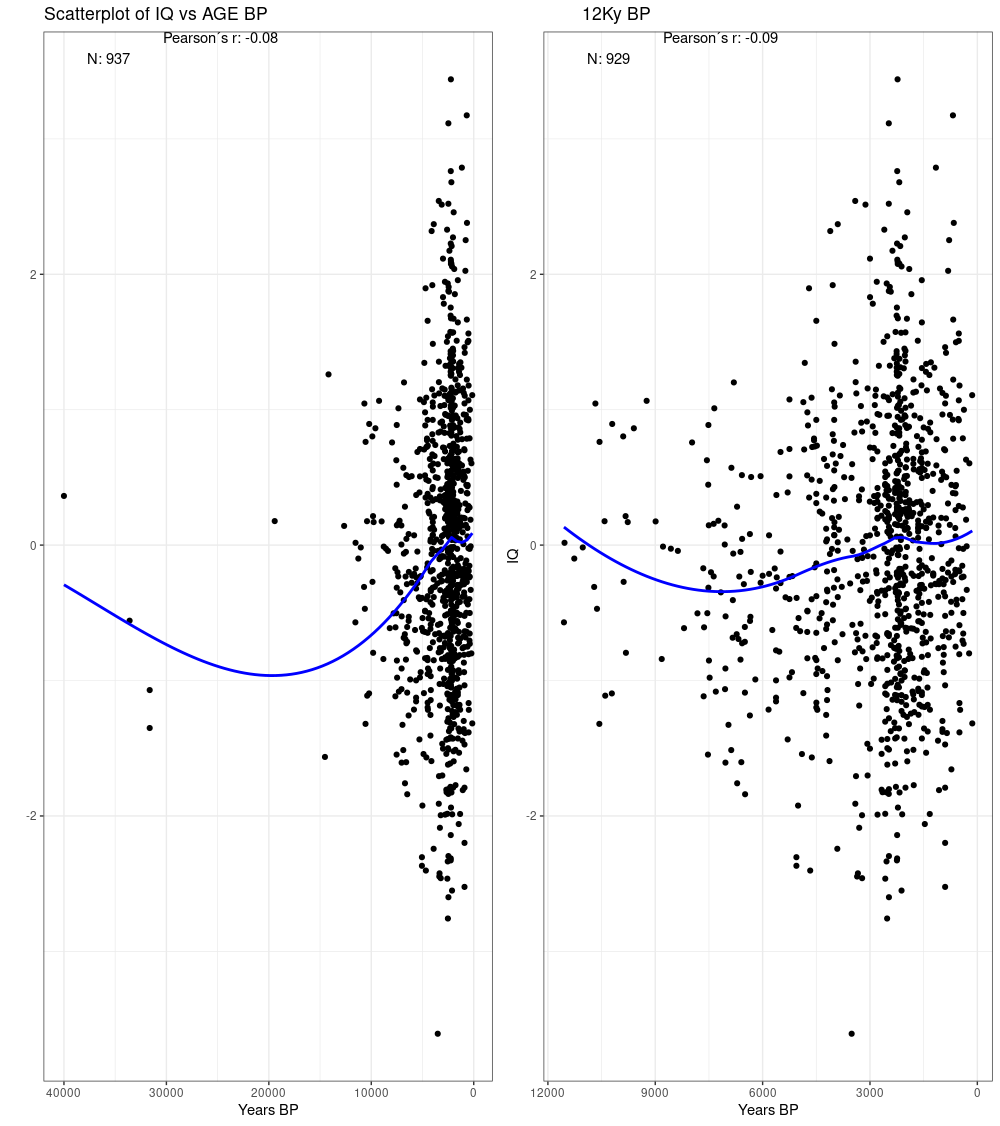 Scatterplot of IQ vs AGE BP
Pearson´s r: -0.08
N: 937
2
0
-2
40000 30000 20000 10000 0
Years BP
12Ky BP
Pearson´s r: -0.09
N: 929
IQ
2
0
-2
12000 9000 6000 3000 0
Years BP